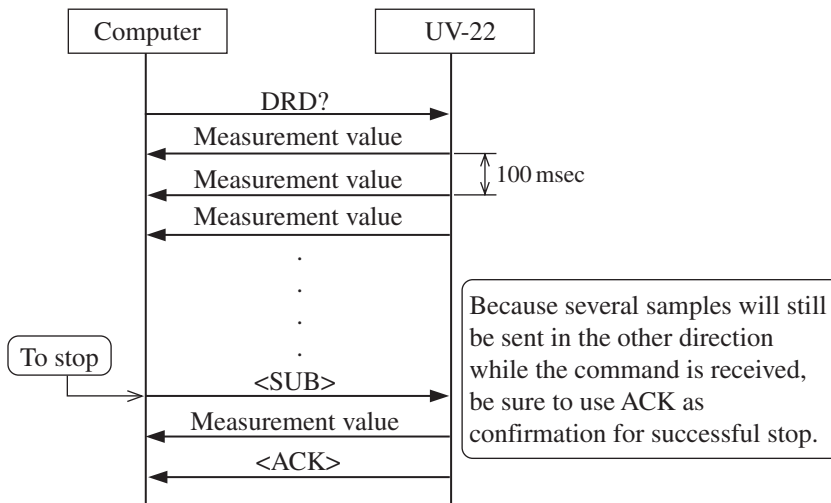 Computer
UV-22
DRD?
Measurement value
100 msec
Measurement value
Measurement value
Because several samples will still
be sent in the other direction
while the command is received,
be sure to use ACK as
confirmation for successful stop.
To stop
<SUB>
Measurement value
<ACK>